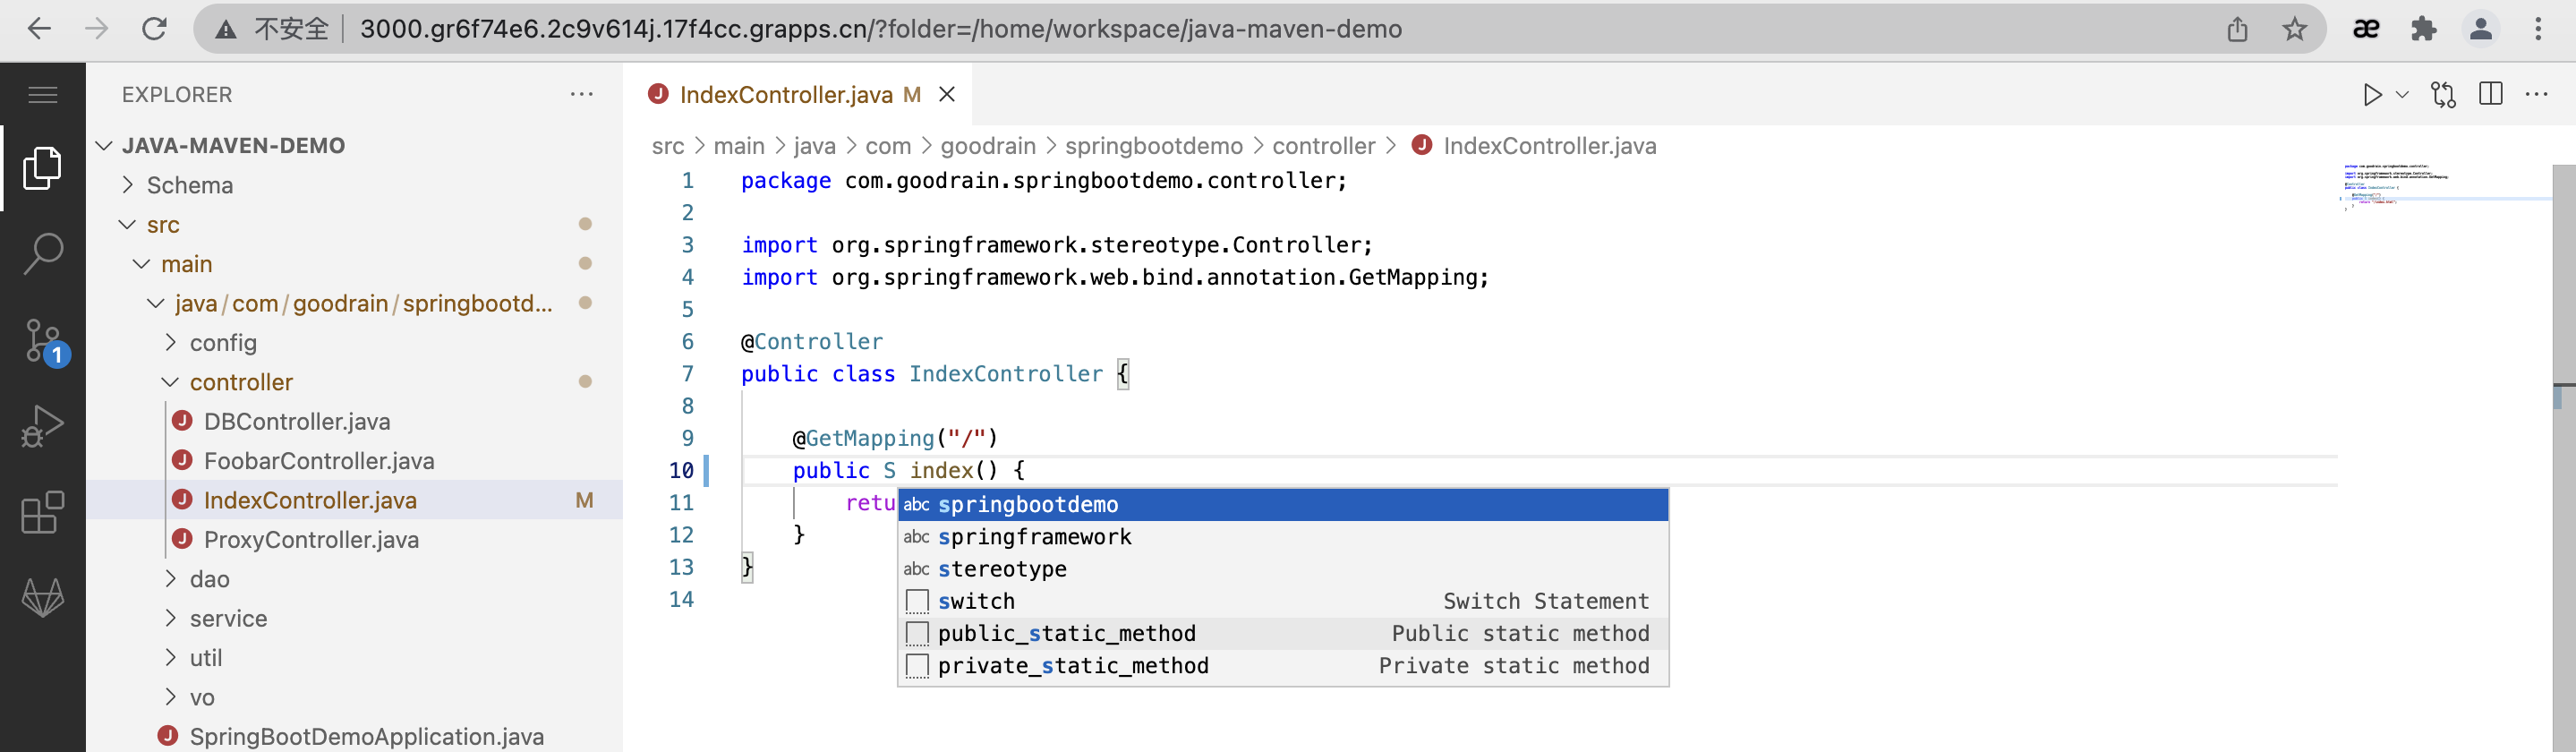 不安全 3000.gr6f74e6.2c9v614j.17f4cc.grapps.cn/?folder=/home/workspace/java-maven-demo
EXPLORER
JAVA-MAVEN-DEMO
Schema
src
main
java/com/goodrain/springbootd...
config
controller
DBController.java
FoobarController.java
IndexController.java M
ProxyController.java
dao
service
util
vo
SpringBootDemoApplication.java
1
IndexController.java M
src > main > java > com > goodrain > springbootdemo > controller > IndexController.java
1 package com.goodrain.springbootdemo.controller;
2
3 import org.springframework.stereotype.Controller;
4 import org.springframework.web.bind.annotation.GetMapping;
5
6 @Controller
7 public class IndexController {
8
9 @GetMapping("/")
10 public S index() {
11 retu
12 }
13 }
14
abc springbootdemo
abc springframework
abc stereotype
switch Switch Statement
public_static_method Public static method
private_static_method Private static method